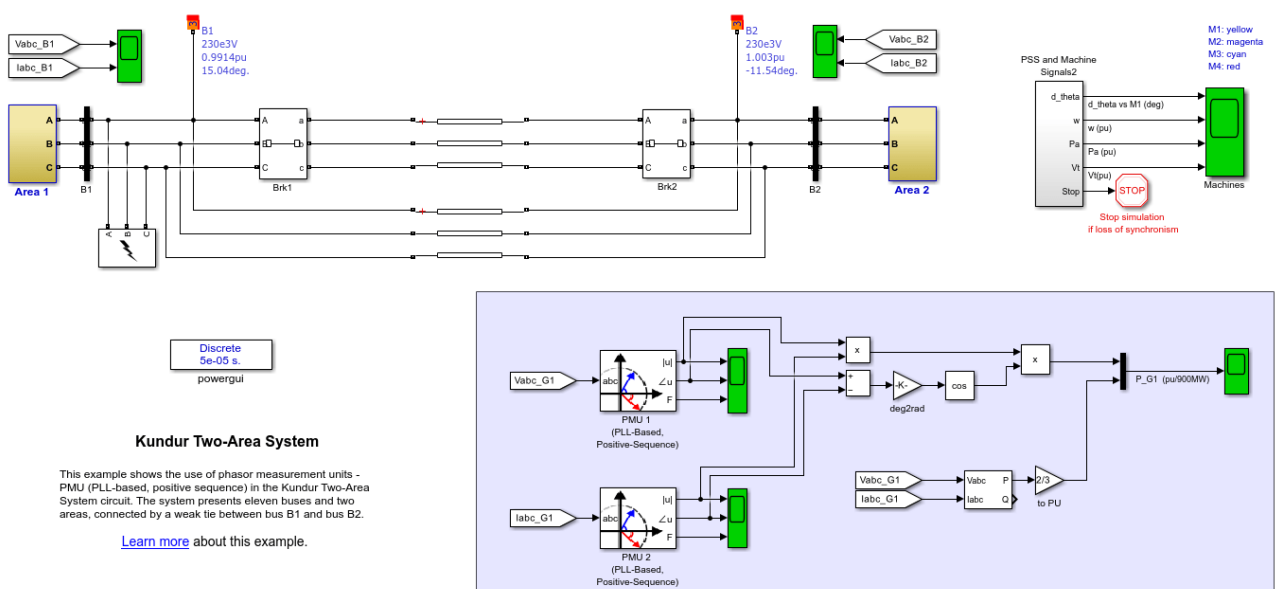 Vabc_B1
Iabc_B1
3
B1
230e3V
0.9914pu
15.04deg.
3
B2
230e3V
1.003pu
-11.54deg.
Vabc_B2
Iabc_B2
M1: yellow
M2: magenta
M3: cyan
M4: red
PSS and Machine
Signals2
d_theta
w
Pa
Vt
Stop
d_theta vs M1 (deg)
w (pu)
Pa (pu)
Vt(pu)
Machines
STOP
Stop simulation
if loss of synchronism
A
B
C
Area 1
B1
A
B
C
a
b
c
Brk1
A
B
C
a
b
c
Brk2
B2
A
B
C
Area 2
A
B
C
Discrete
5e-05 s.
powergui
Kundur Two-Area System
This example shows the use of phasor measurement units -
PMU (PLL-based, positive sequence) in the Kundur Two-Area
System circuit. The system presents eleven buses and two
areas, connected by a weak tie between bus B1 and bus B2.
Learn more about this example.
Vabc_G1
abc
|u|
∠u
F
PMU 1
(PLL-Based,
Positive-Sequence)
Iabc_G1
abc
|u|
∠u
F
PMU 2
(PLL-Based,
Positive-Sequence)
x
+
−
-K-
deg2rad
cos
x
P_G1 (pu/900MW)
Vabc_G1
Iabc_G1
Vabc
Iabc
P
Q
2/3
to PU